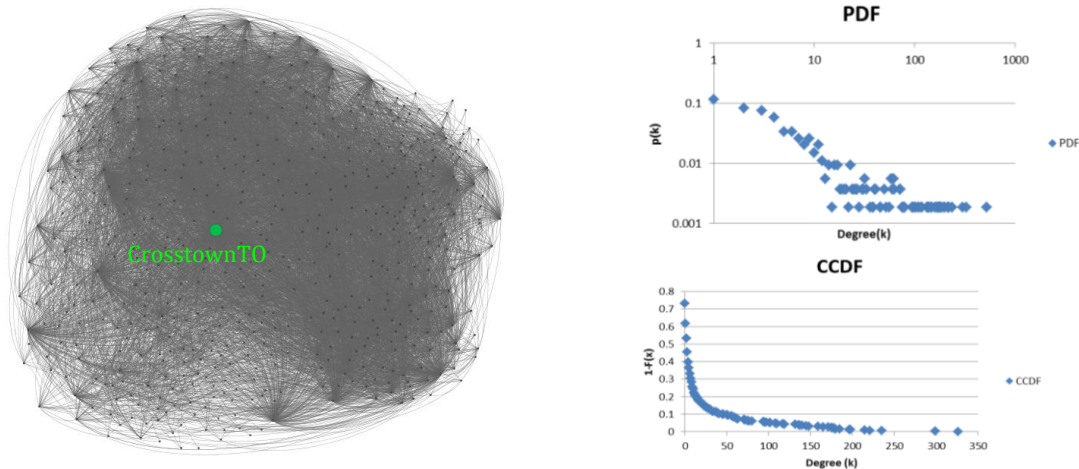 CrosstownTO
PDF
1
0.1
0.01
0.001
p(k)
1
10
100
1000
Degree(k)
PDF
CCDF
0.8
0.7
0.6
0.5
0.4
0.3
0.2
0.1
0
1-F(x)
0
50
100
150
200
250
300
350
Degree (k)
CCDF